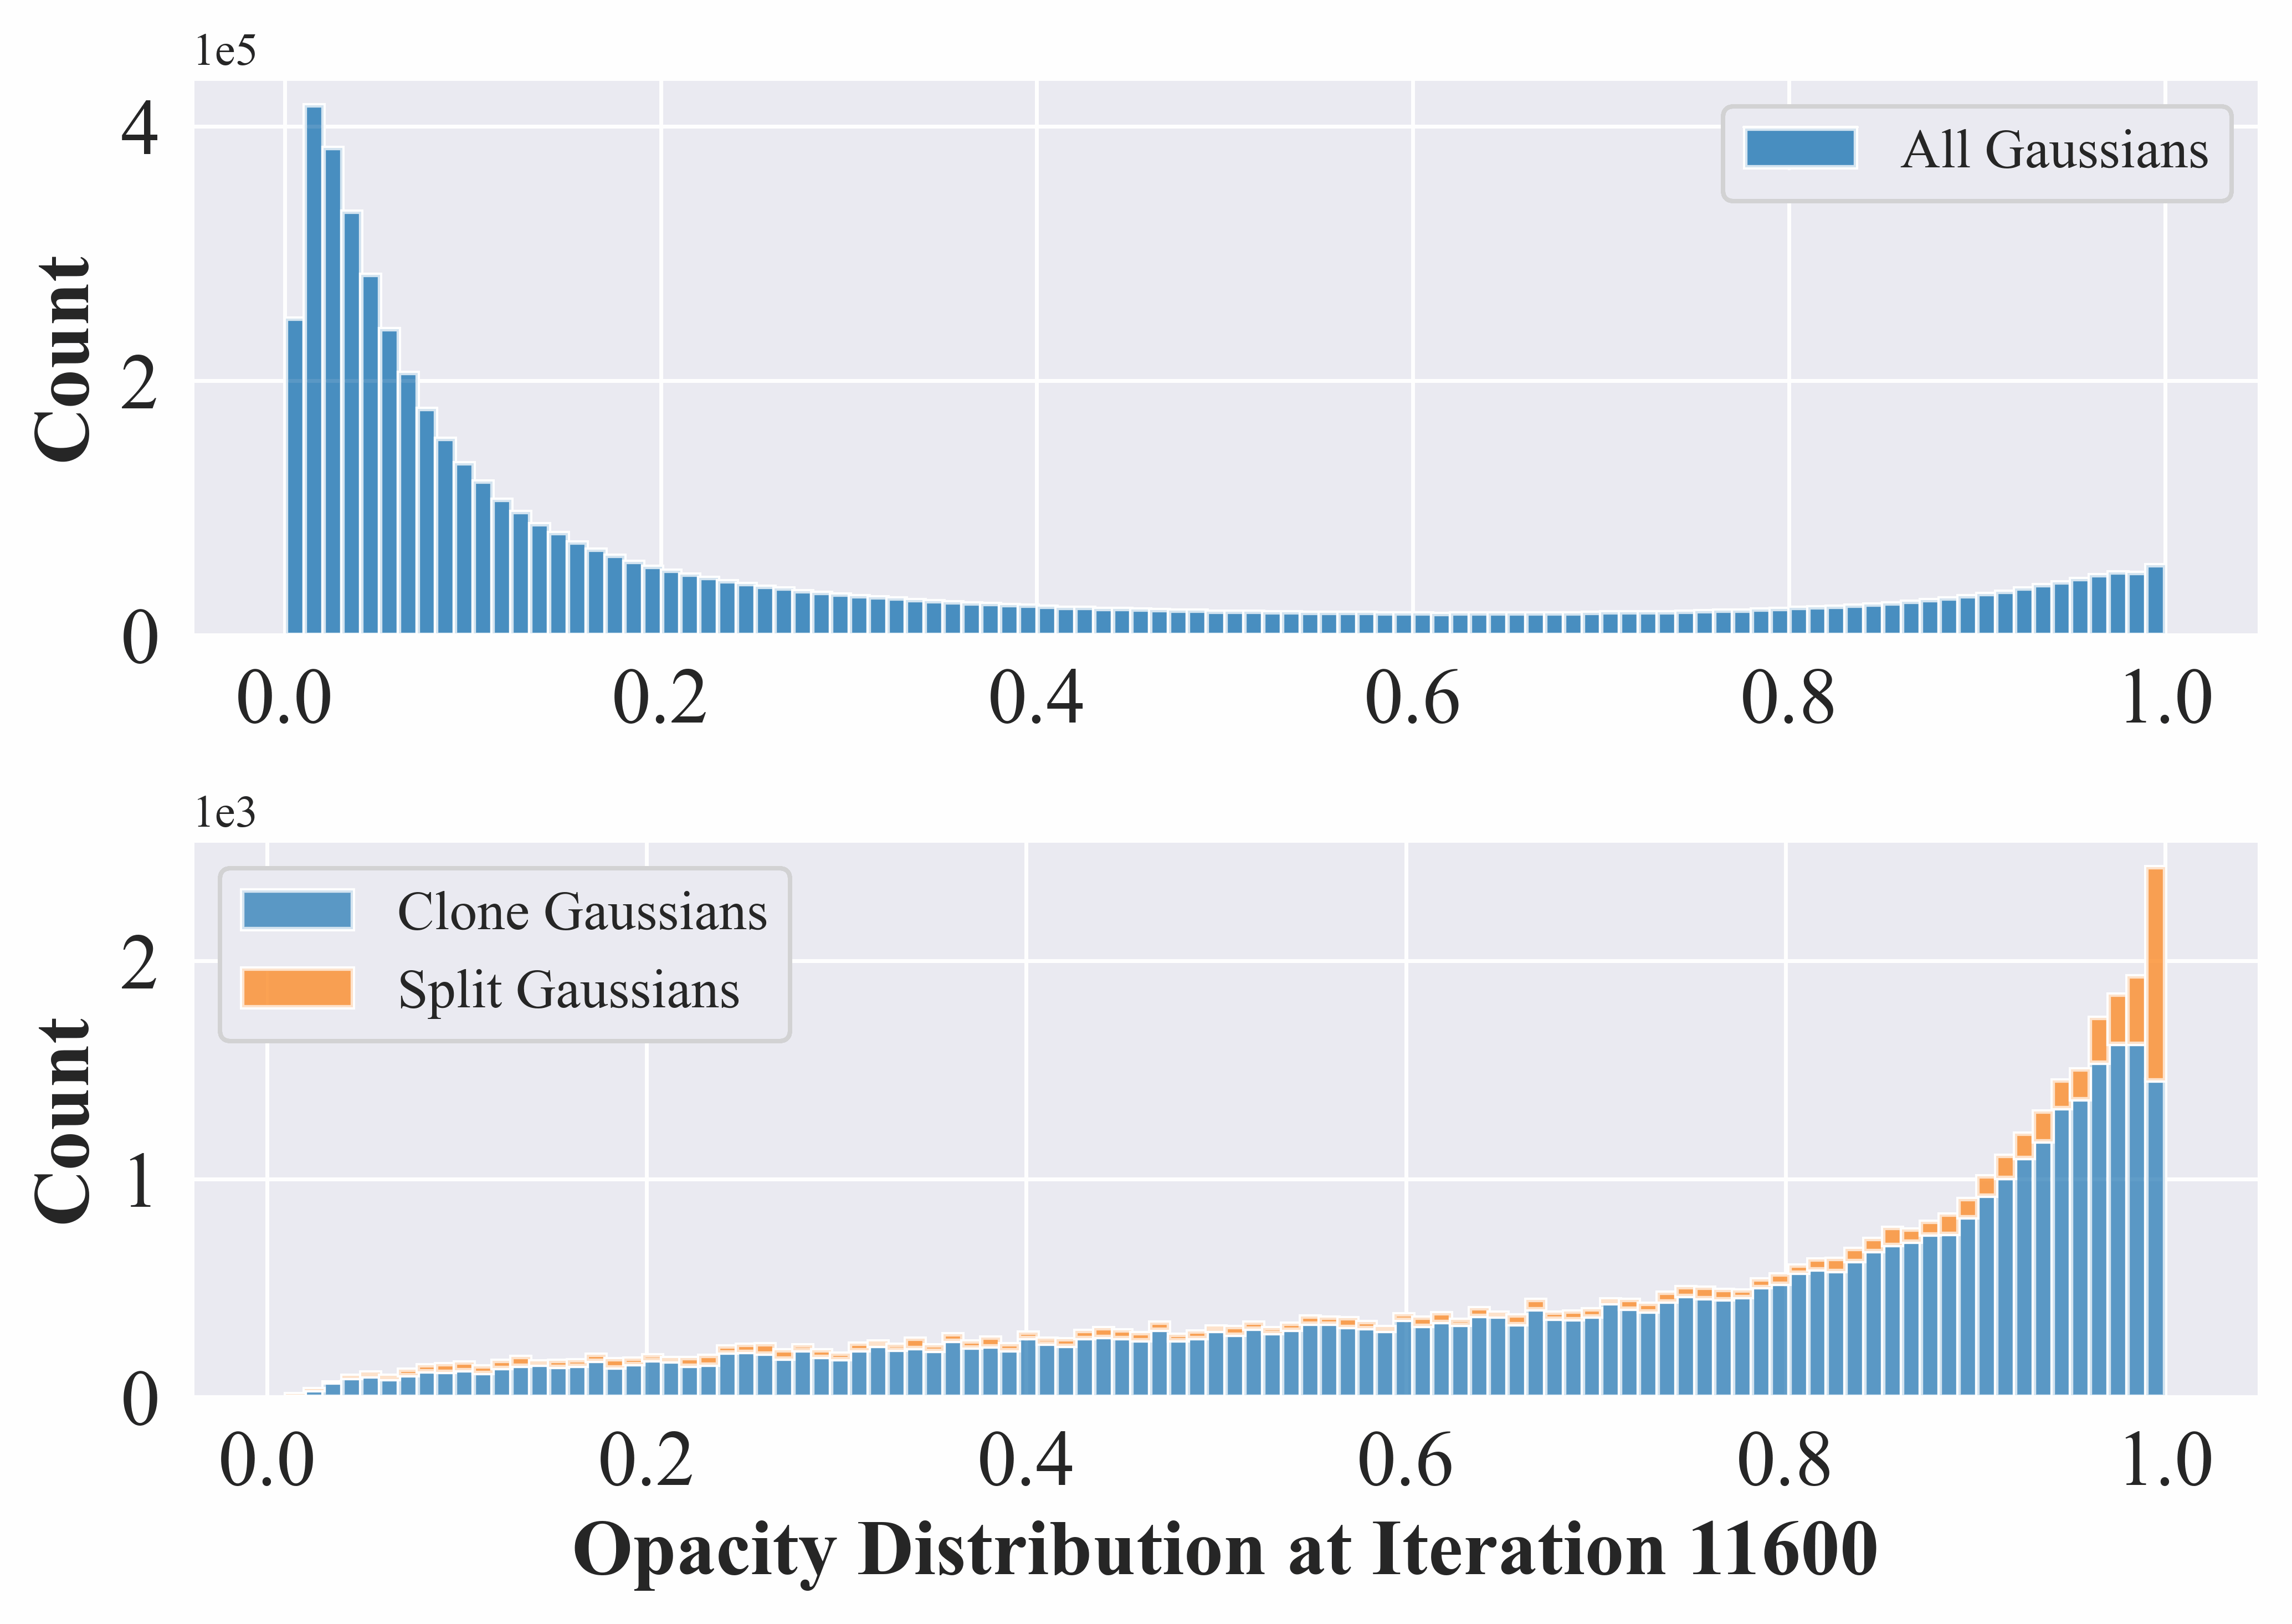 1e5
All Gaussians
Count
4
2
0
0.0 0.2 0.4 0.6 0.8 1.0
1e3
Clone Gaussians
Split Gaussians
Count
2
1
0
0.0 0.2 0.4 0.6 0.8 1.0
Opacity Distribution at Iteration 11600